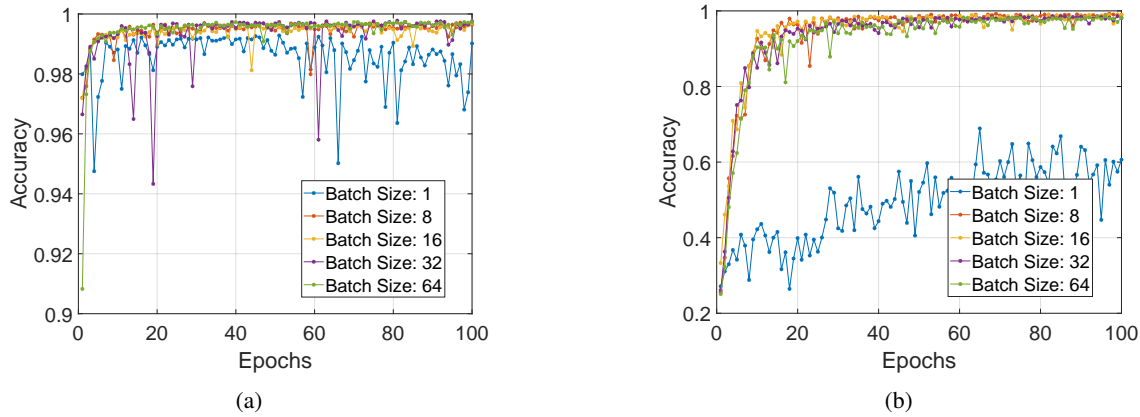 1
0.98
0.96
0.94
0.92
0.9
Accuracy
0 20 40 60 80 100
Epochs
Batch Size: 1
Batch Size: 8
Batch Size: 16
Batch Size: 32
Batch Size: 64
(a)
1
0.8
0.6
0.4
0.2
Accuracy
0 20 40 60 80 100
Epochs
Batch Size: 1
Batch Size: 8
Batch Size: 16
Batch Size: 32
Batch Size: 64
(b)